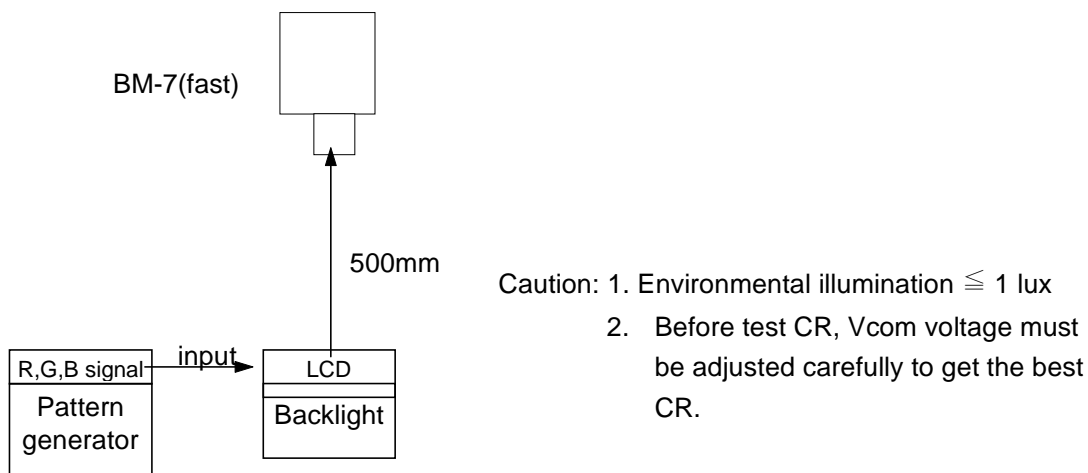 BM-7(fast)
500mm
Caution: 1. Environmental illumination ≦ 1 lux
2. Before test CR, Vcom voltage must
be adjusted carefully to get the best
CR.
R,G,B signal
input
LCD
Pattern
generator
Backlight